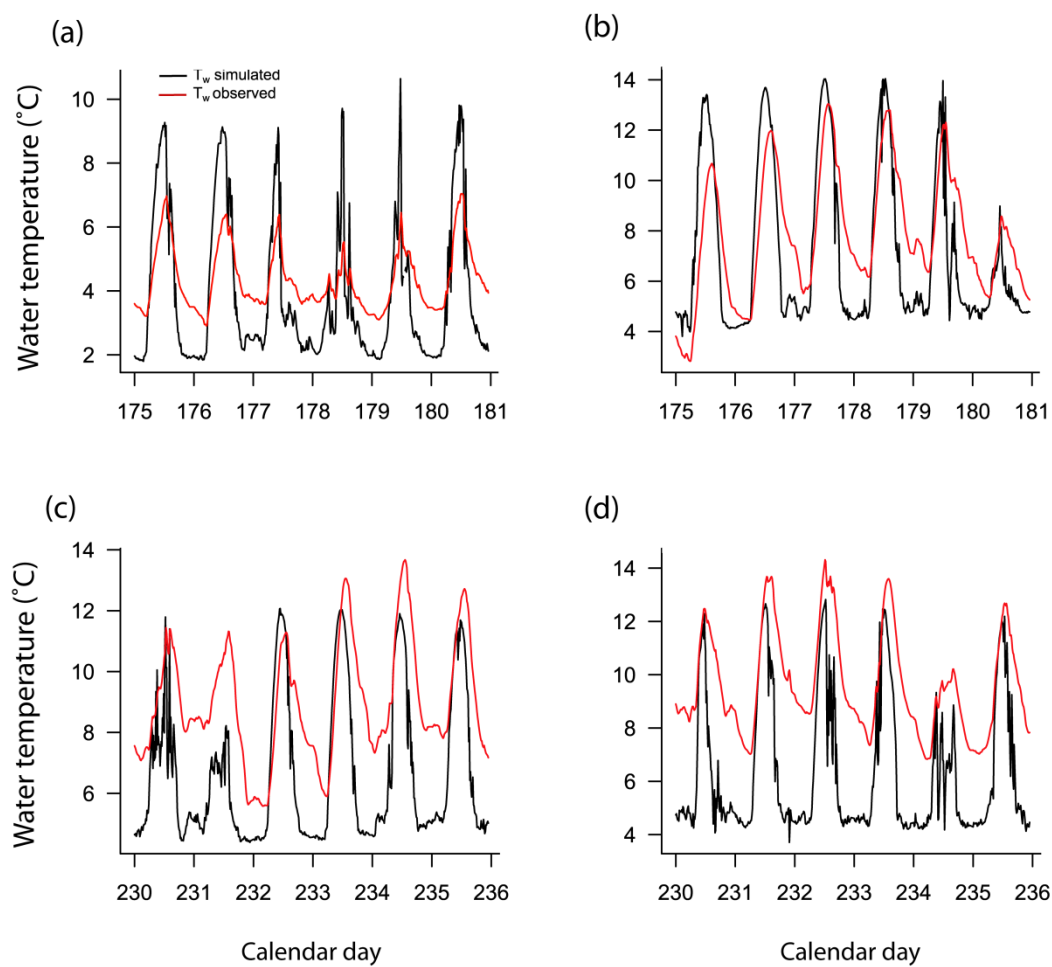 (a)
(b)
Water temperature (˚C)
T_w simulated
T_w observed
10
8
6
4
2
175 176 177 178 179 180 181
14
12
10
8
6
4
175 176 177 178 179 180 181
(c)
(d)
Water temperature (˚C)
14
12
10
8
6
230 231 232 233 234 235 236
14
12
10
8
6
4
230 231 232 233 234 235 236
Calendar day
Calendar day